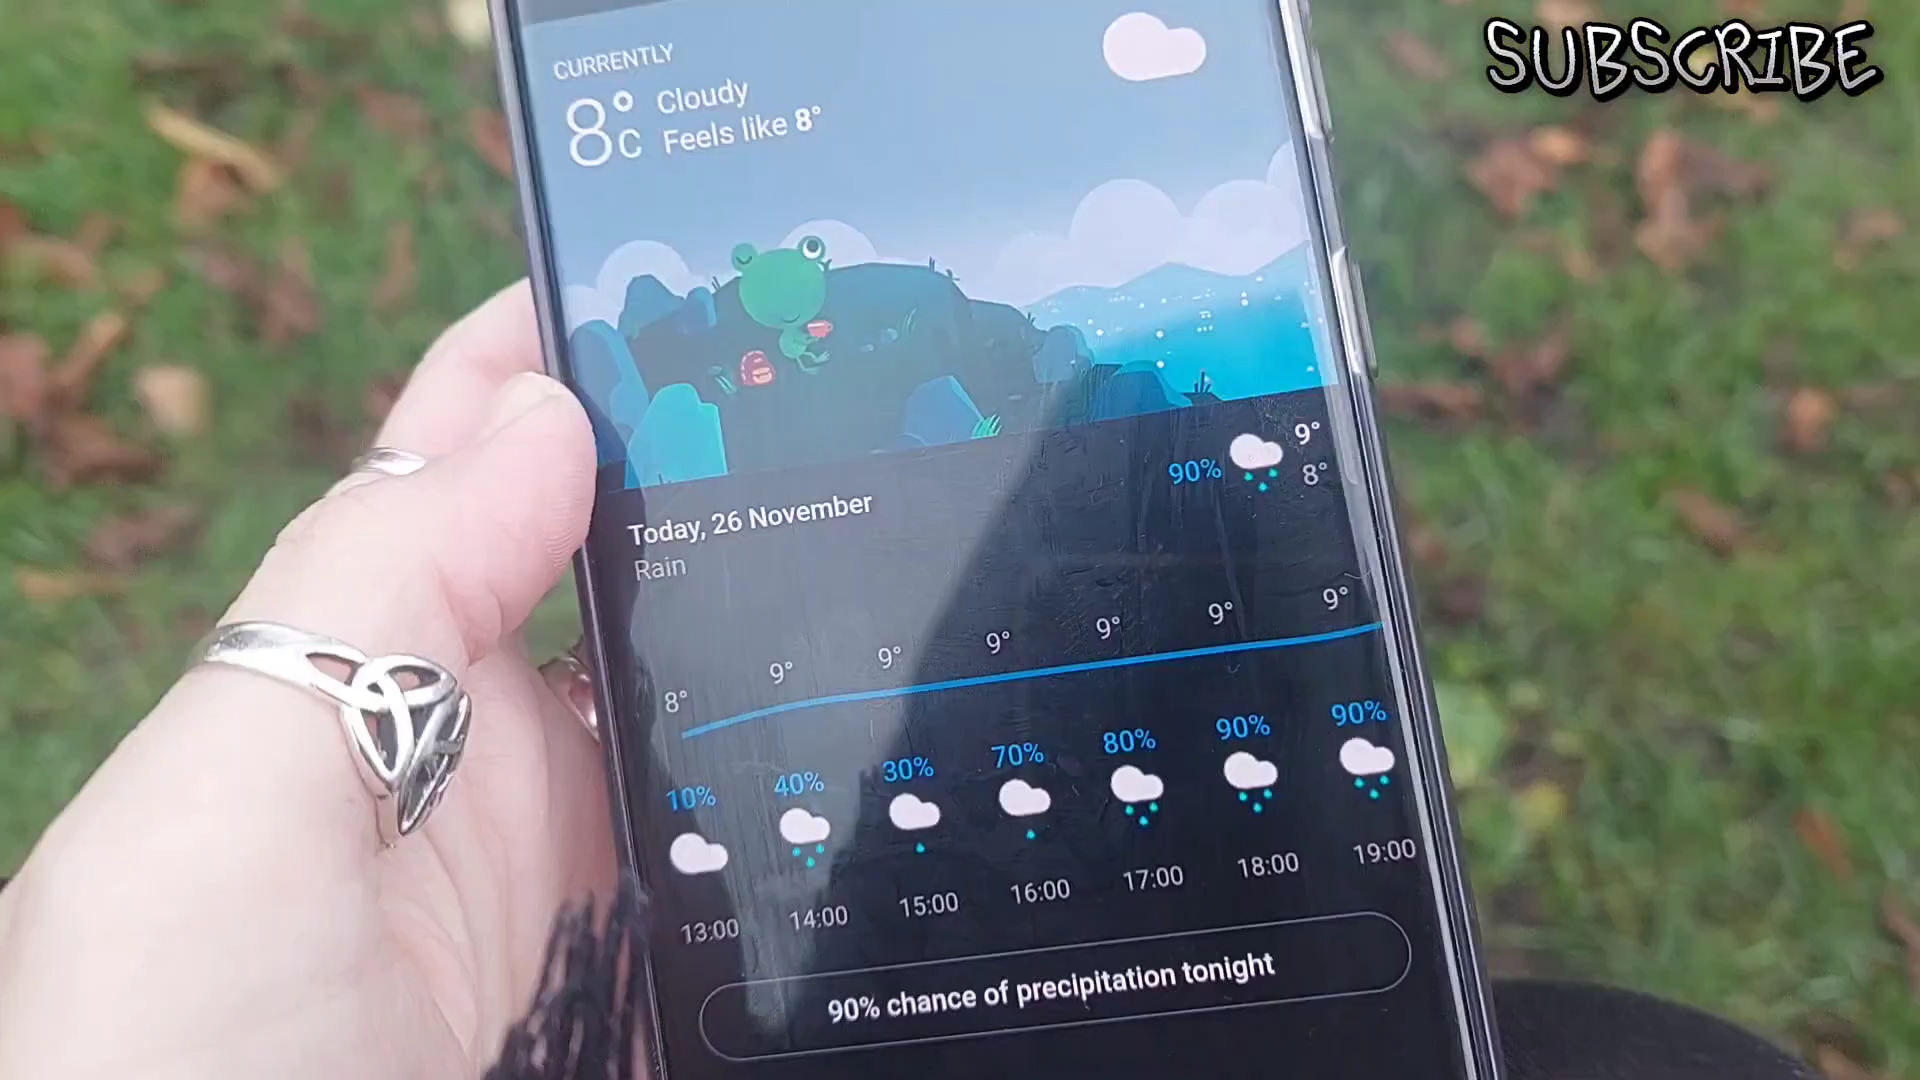 SUBSCRIBE
CURRENTLY
8°C
Cloudy
Feels like 8°
90%
9°
8°
Today, 26 November
Rain
8° 9° 9° 9° 9° 9° 9°
10% 40% 30% 70% 80% 90% 90%
13:00 14:00 15:00 16:00 17:00 18:00 19:00
90% chance of precipitation tonight